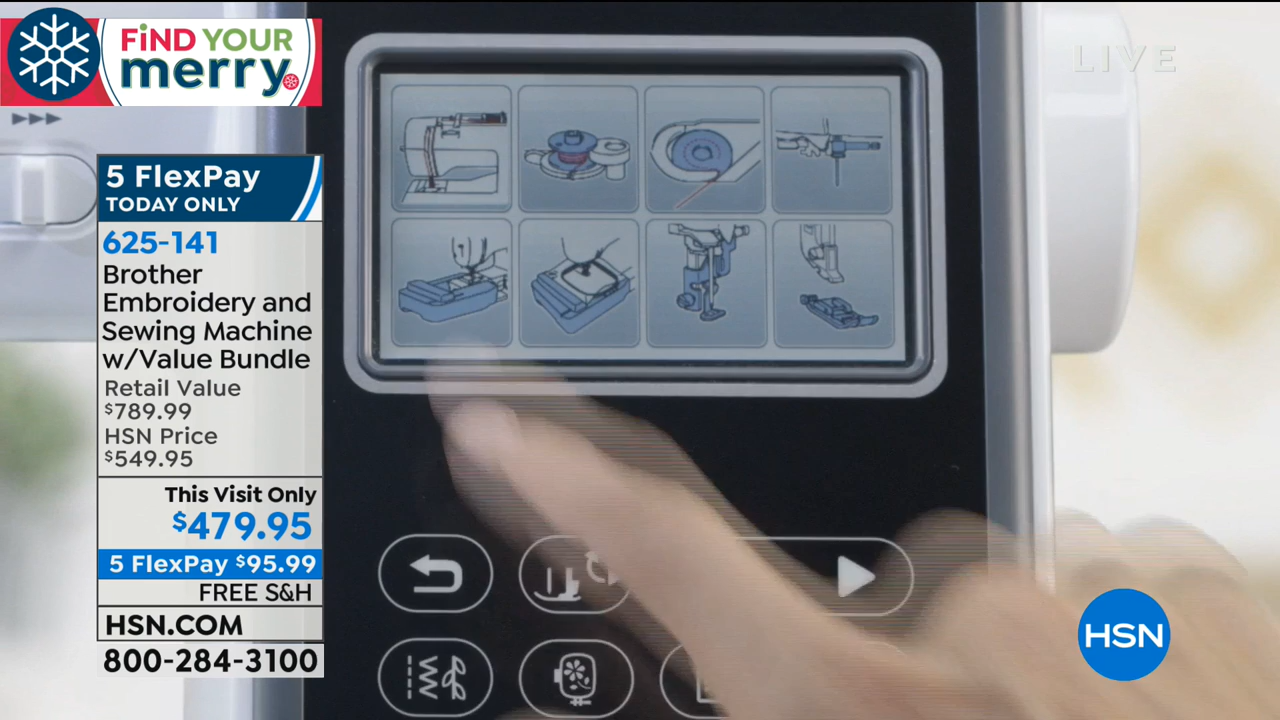 FiND YOUR
merry
LIVE
5 FlexPay
TODAY ONLY
625-141
Brother
Embroidery and
Sewing Machine
w/Value Bundle
Retail Value
$789.99
HSN Price
$549.95
This Visit Only
$479.95
5 FlexPay $95.99
FREE S&H
HSN.COM
800-284-3100
HSN